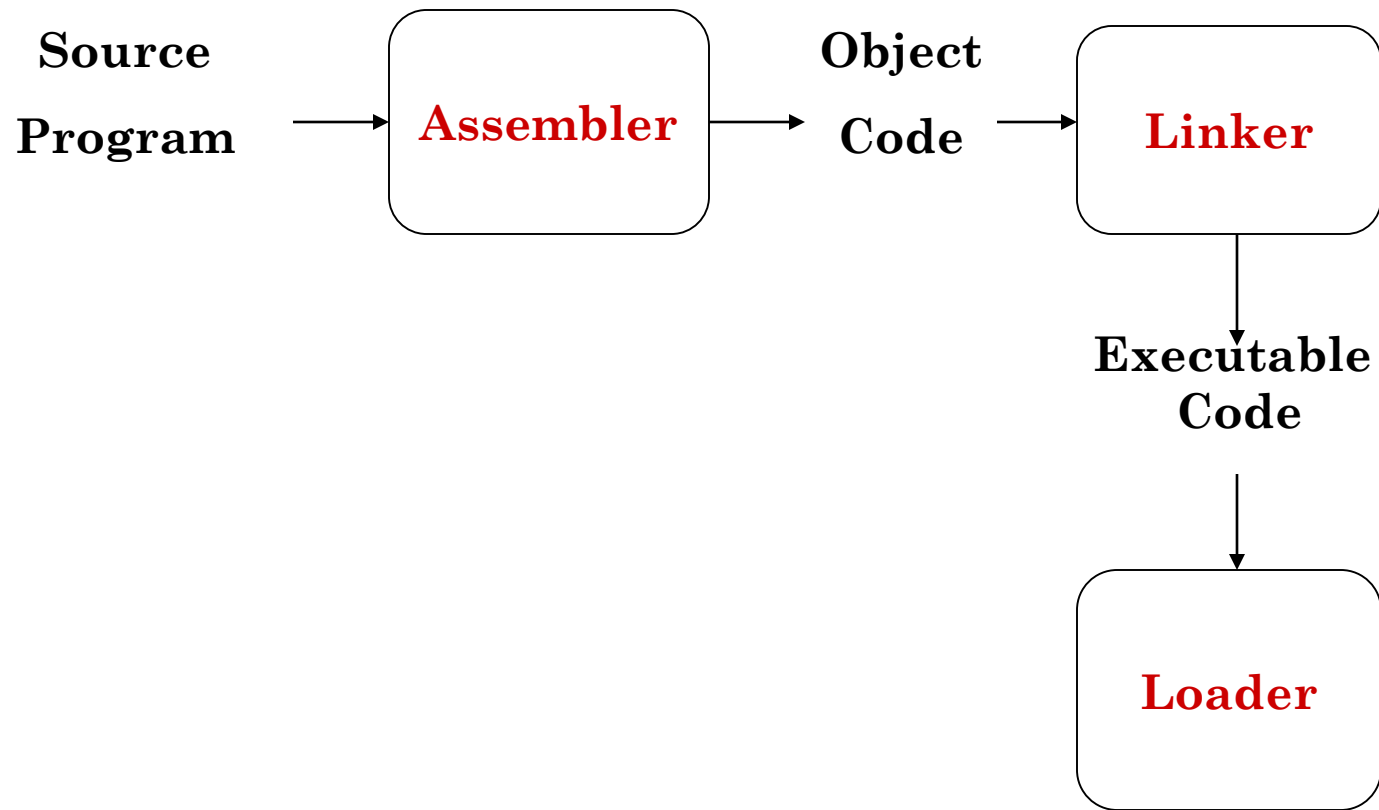 Source
Program
Assembler
Object
Code
Linker
Executable
Code
Loader